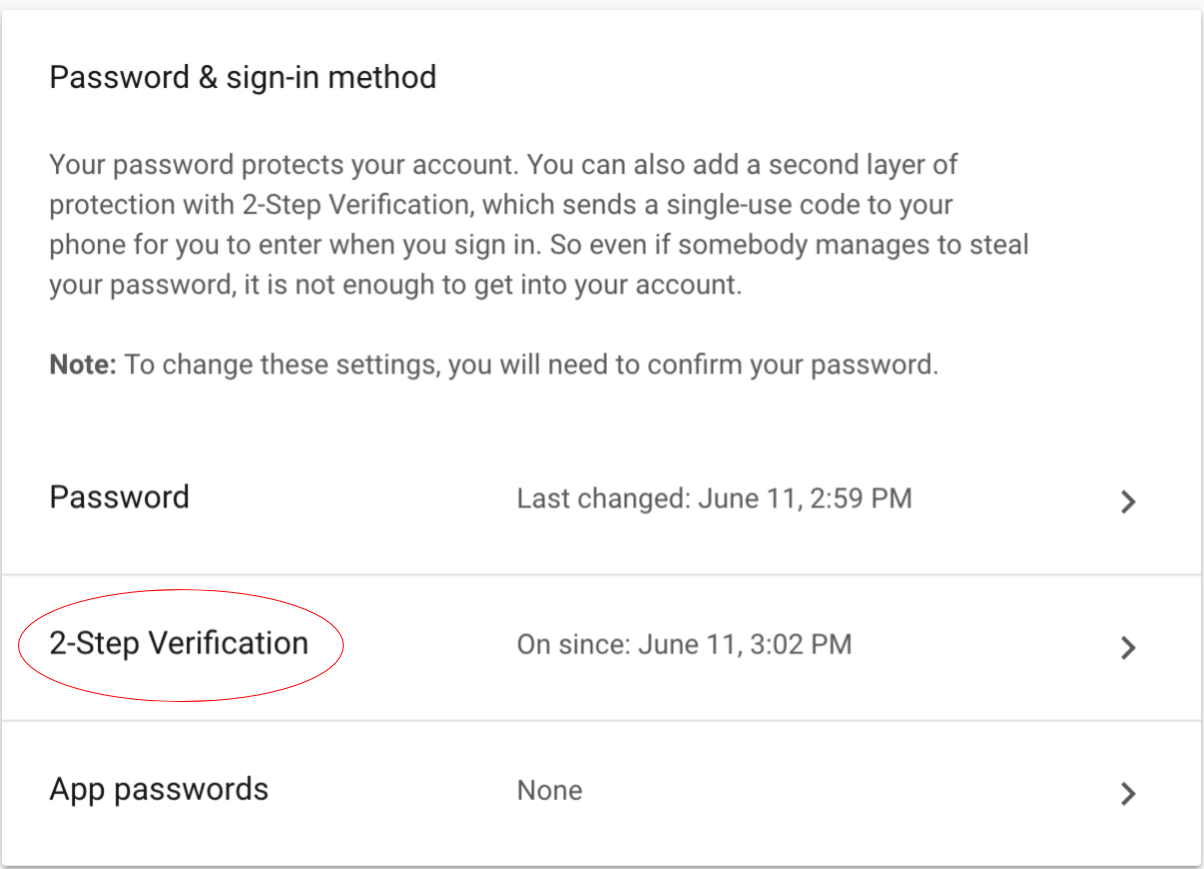 Password & sign-in method
Your password protects your account. You can also add a second layer of
protection with 2-Step Verification, which sends a single-use code to your
phone for you to enter when you sign in. So even if somebody manages to steal
your password, it is not enough to get into your account.
Note: To change these settings, you will need to confirm your password.
Password Last changed: June 11, 2:59 PM
2-Step Verification On since: June 11, 3:02 PM
App passwords None